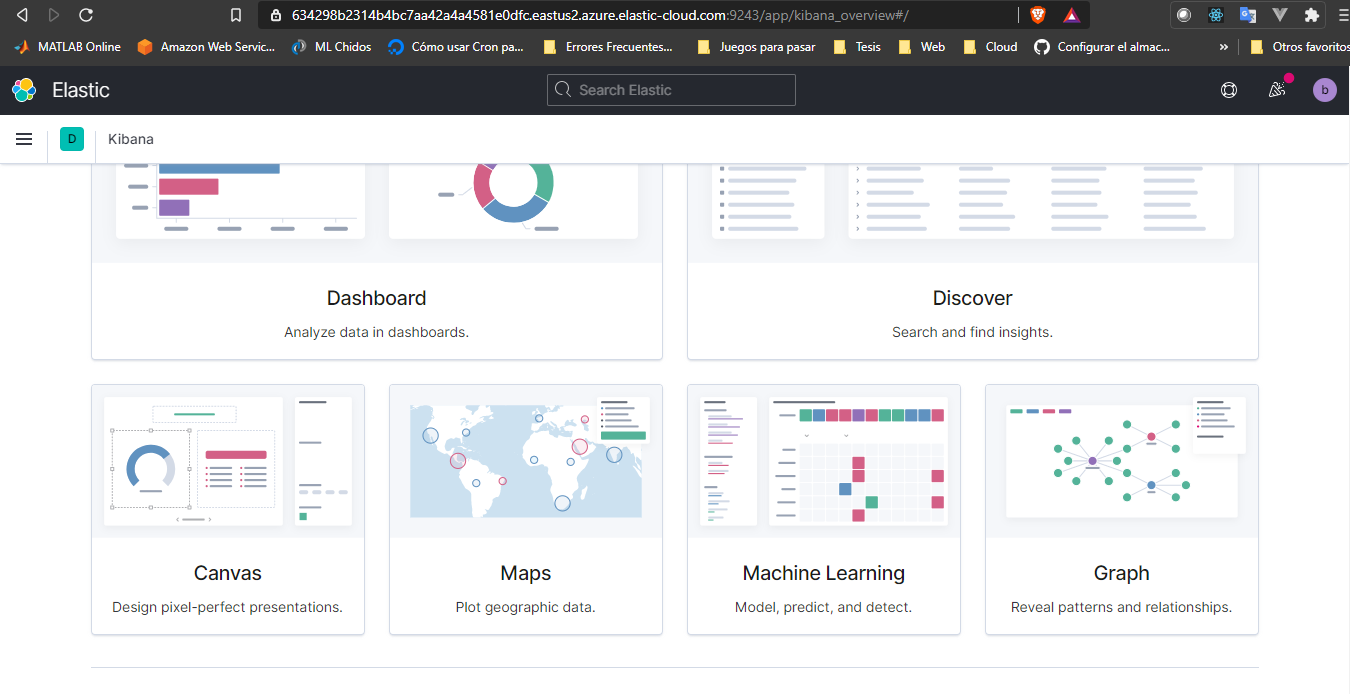 634298b2314b4bc7aa42a4a4581e0dfc.eastus2.azure.elastic-cloud.com:9243/app/kibana_overview#/
MATLAB Online Amazon Web Servic... ML Chidos Cómo usar Cron pa... Errores Frecuentes... Juegos para pasar Tesis Web Cloud Configurar el almac... » Otros favoritos
Elastic Search Elastic b
D Kibana
Dashboard Discover
Analyze data in dashboards. Search and find insights.
Canvas Maps Machine Learning Graph
Design pixel-perfect presentations. Plot geographic data. Model, predict, and detect. Reveal patterns and relationships.